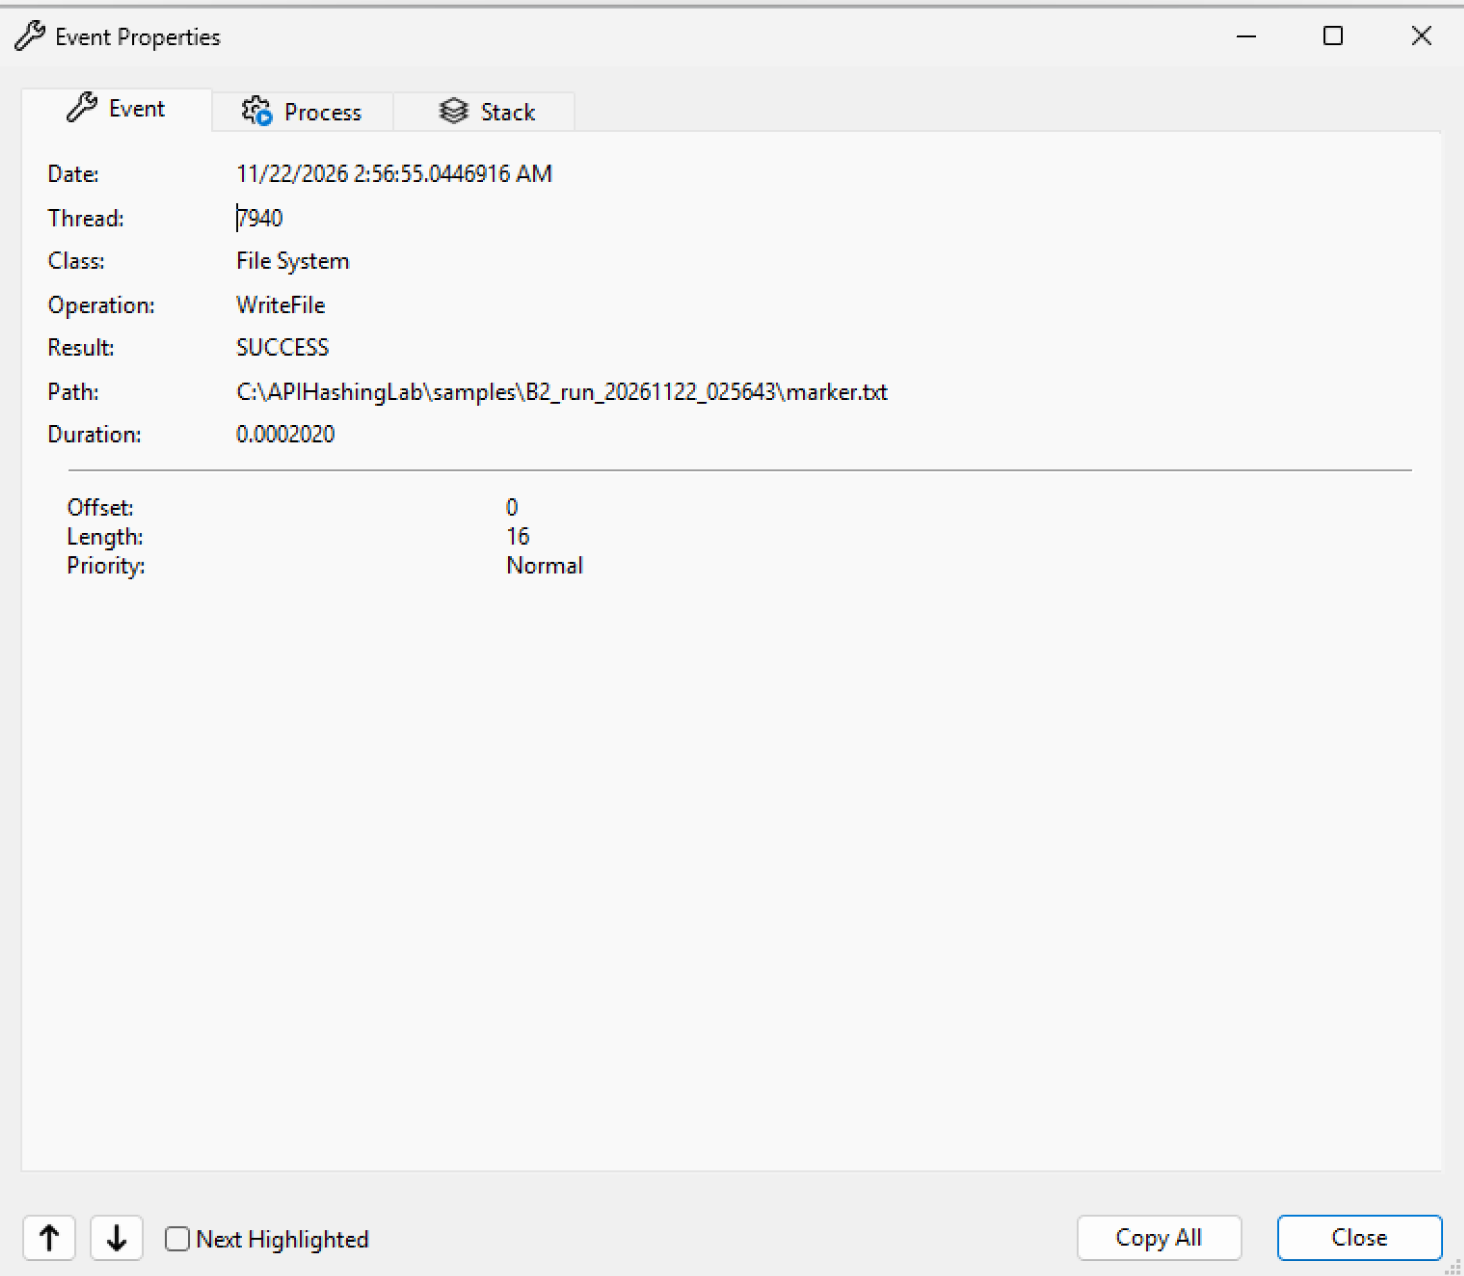 Event Properties
Event Process Stack
Date: 11/22/2026 2:56:55.0446916 AM
Thread: 7940
Class: File System
Operation: WriteFile
Result: SUCCESS
Path: C:\APIHashingLab\samples\B2_run_20261122_025643\marker.txt
Duration: 0.0002020
Offset: 0
Length: 16
Priority: Normal
Next Highlighted Copy All Close